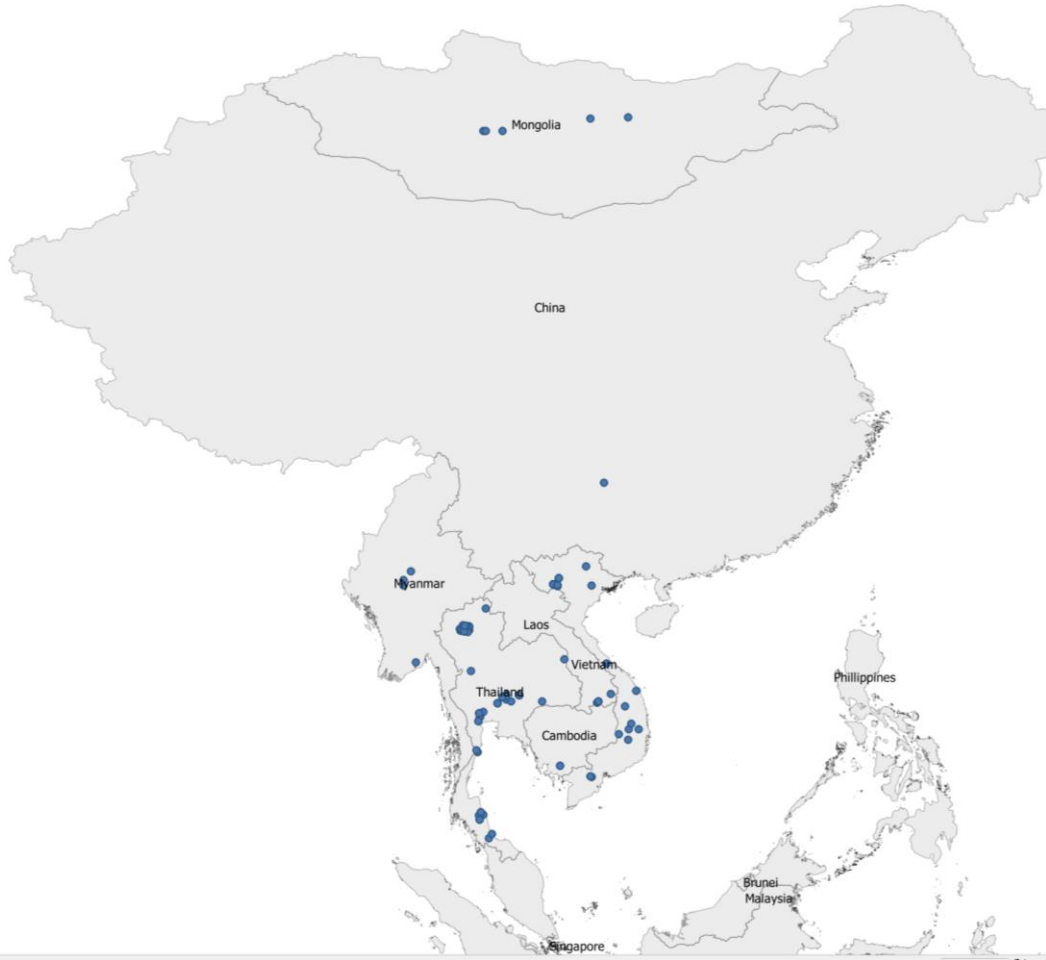 Mongolia
China
Myanmar
Laos
Vietnam
Phillippines
Thailand
Cambodia
Brunei
Malaysia
Singapore